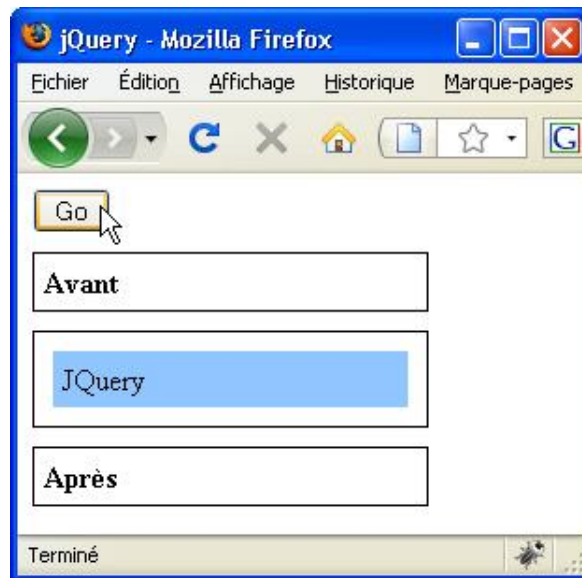 jQuery - Mozilla Firefox
Fichier Édition Affichage Historique Marque-pages
G
Go
Avant
JQuery
Après
Terminé